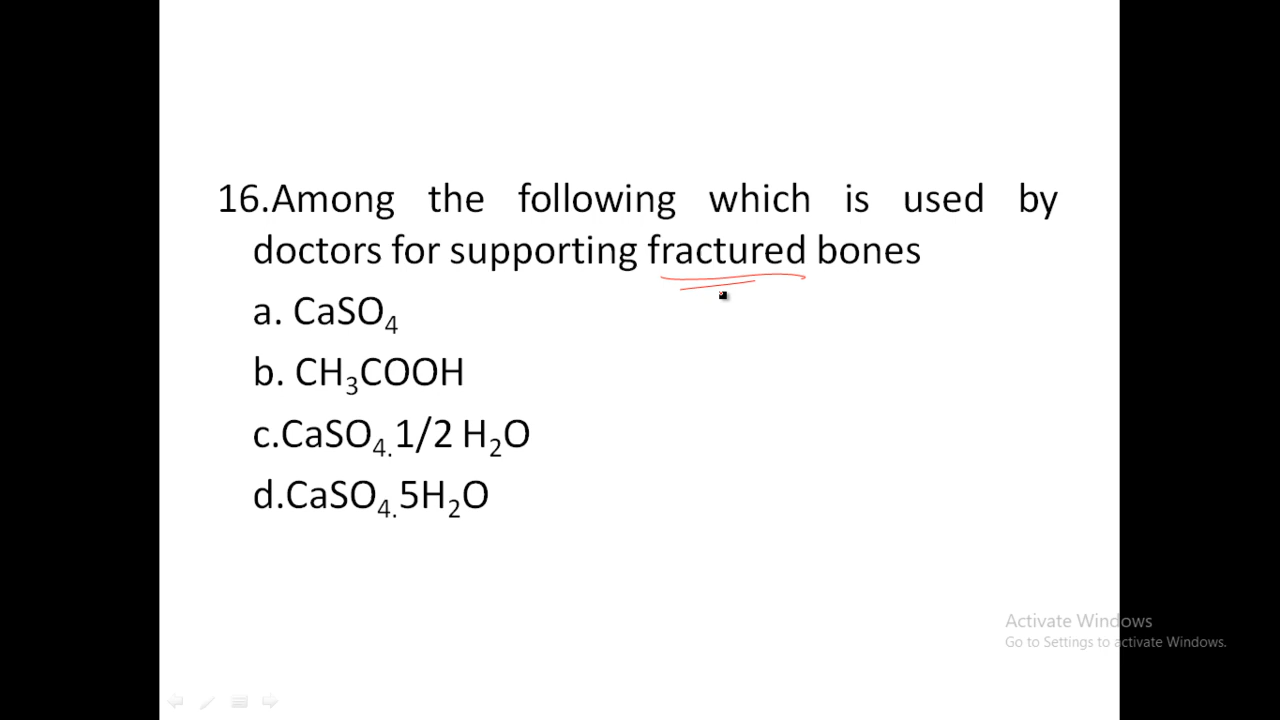 16.Among the following which is used by
doctors for supporting fractured bones
a. CaSO₄
b. CH₃COOH
c.CaSO₄.1/2 H₂O
d.CaSO₄.5H₂O
Activate Windows
Go to Settings to activate Windows.